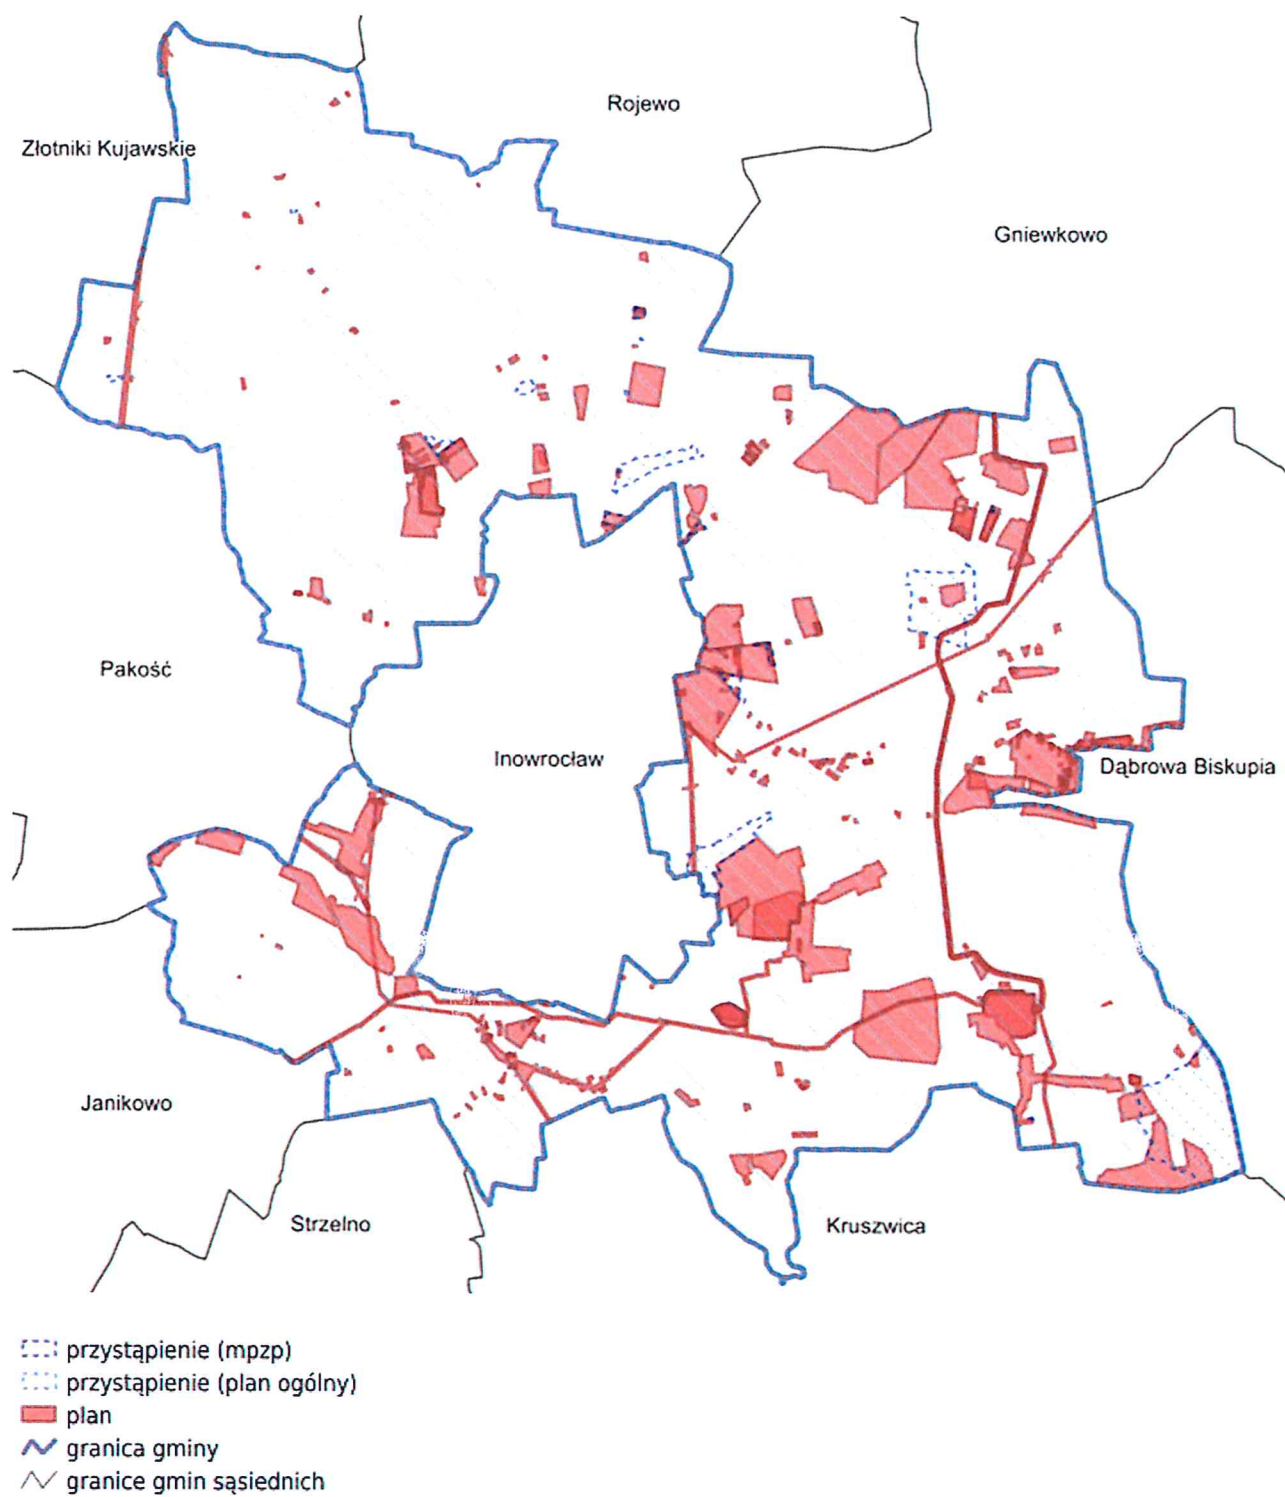 Rojewo
Złotniki Kujawskie
Gniewkowo
Pakość
Inowrocław
Dąbrowa Biskupia
Janikowo
Strzelno
Kruszwica
przystąpienie (mpzp)
przystąpienie (plan ogólny)
plan
granica gminy
granice gmin sąsiednich